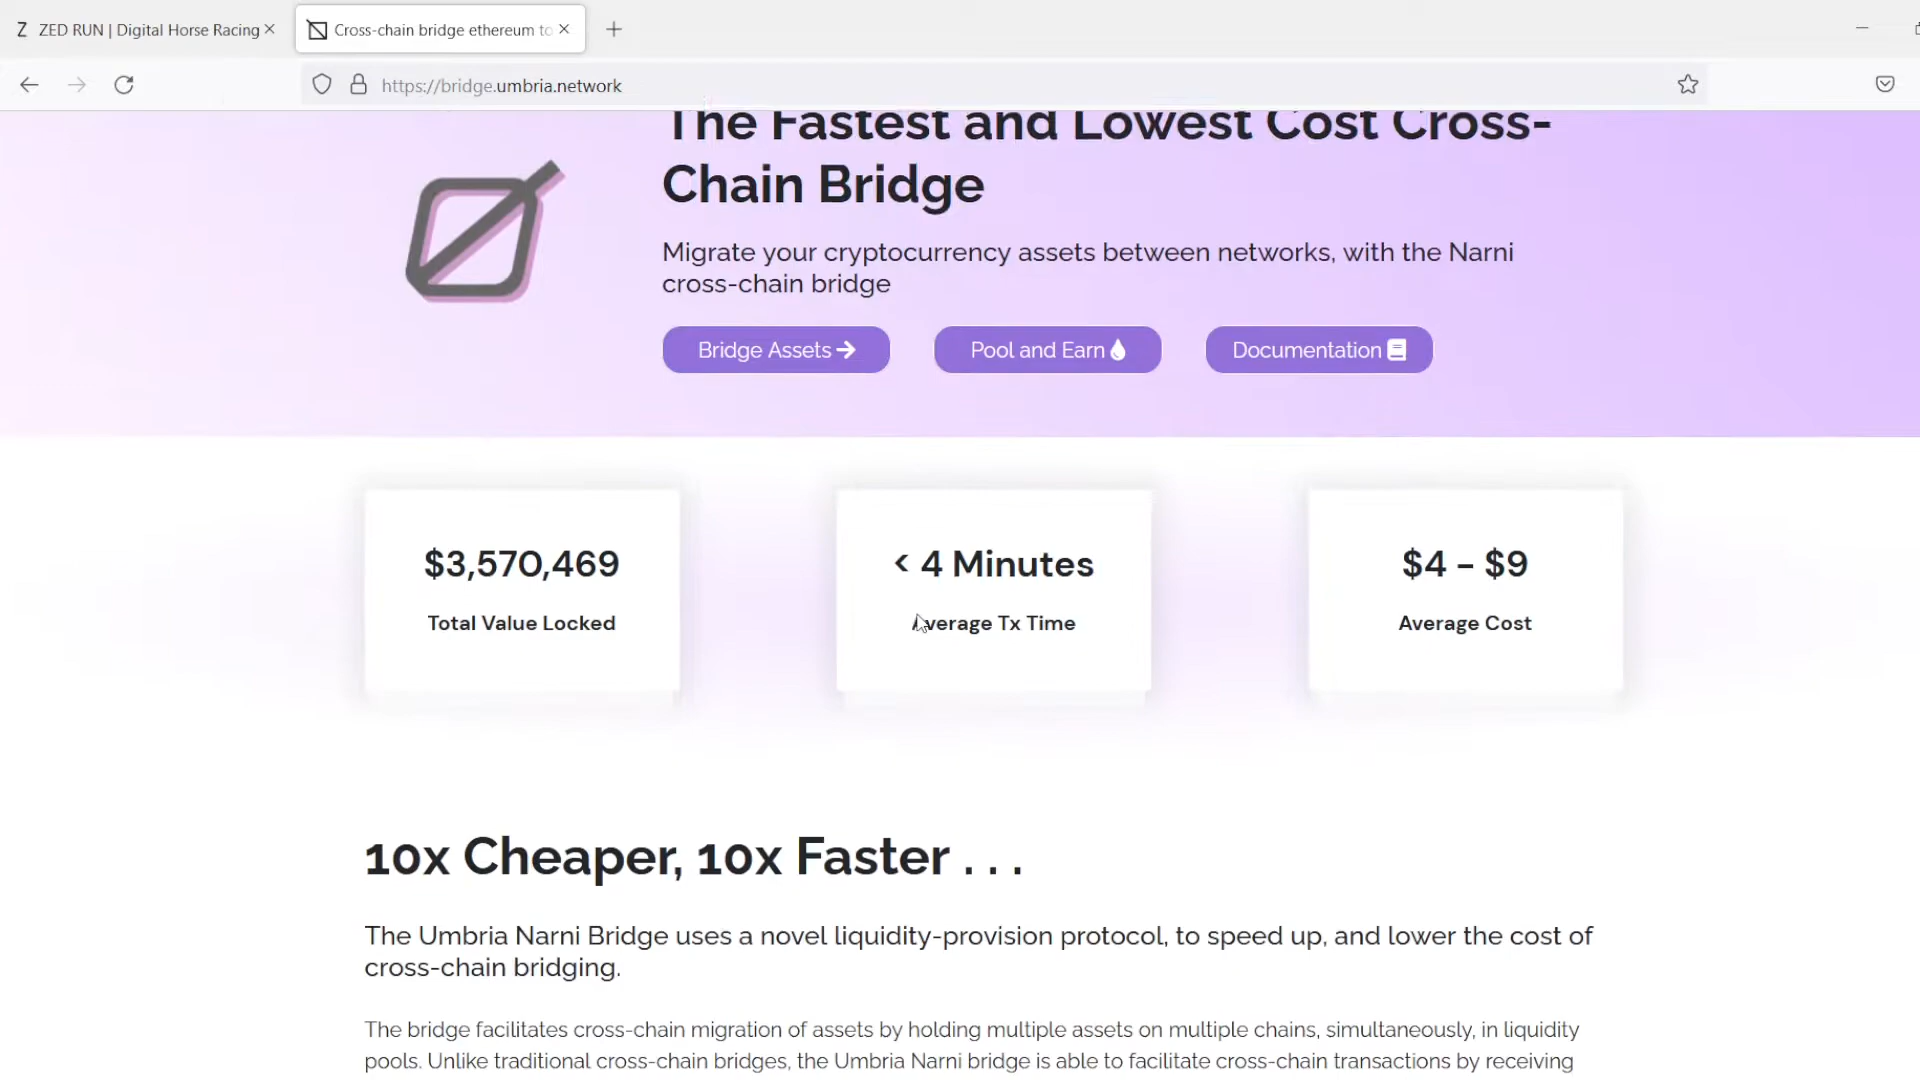 Z ZED RUN | Digital Horse Racing
Cross-chain bridge ethereum to
https://bridge.umbria.network
The Fastest and Lowest Cost Cross-
Chain Bridge
Migrate your cryptocurrency assets between networks, with the Narni
cross-chain bridge
Bridge Assets
Pool and Earn
Documentation
$3,570,469
Total Value Locked
< 4 Minutes
Average Tx Time
$4 – $9
Average Cost
10x Cheaper, 10x Faster . . .
The Umbria Narni Bridge uses a novel liquidity-provision protocol, to speed up, and lower the cost of
cross-chain bridging.
The bridge facilitates cross-chain migration of assets by holding multiple assets on multiple chains, simultaneously, in liquidity
pools. Unlike traditional cross-chain bridges, the Umbria Narni bridge is able to facilitate cross-chain transactions by receiving